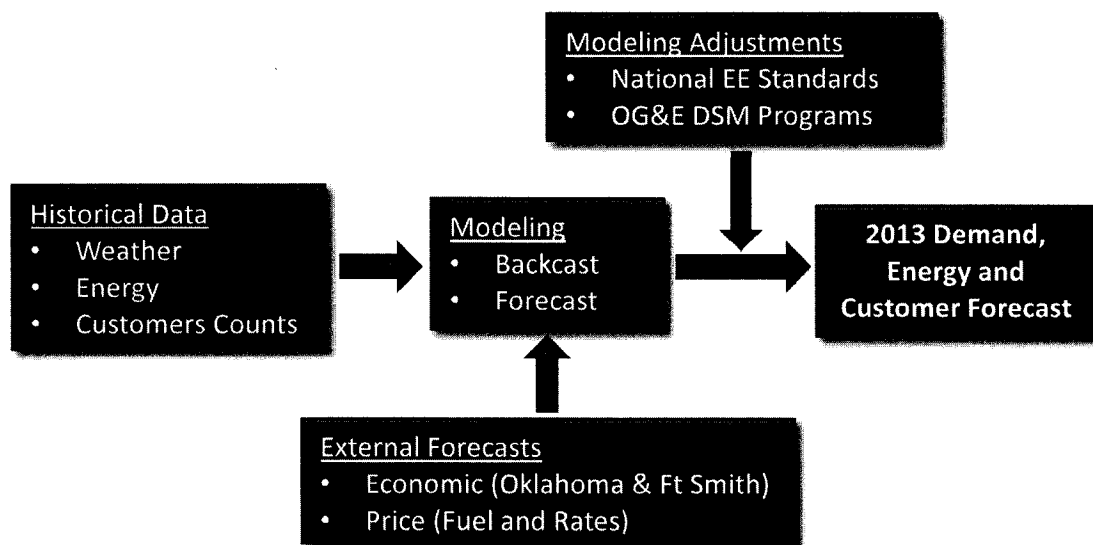 Modeling Adjustments
• National EE Standards
• OG&E DSM Programs
Historical Data
• Weather
• Energy
• Customers Counts
Modeling
• Backcast
• Forecast
2013 Demand,
Energy and
Customer Forecast
External Forecasts
• Economic (Oklahoma & Ft Smith)
• Price (Fuel and Rates)